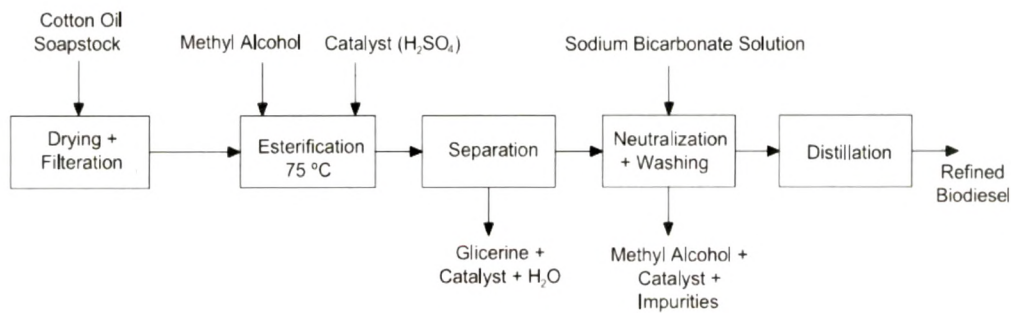 Cotton Oil
Soapstock
Methyl Alcohol
Catalyst (H₂SO₄)
Sodium Bicarbonate Solution
Drying +
Filteration
Esterification
75 ºC
Separation
Neutralization
+ Washing
Distillation
Refined
Biodiesel
Glicerine +
Catalyst + H₂O
Methyl Alcohol +
Catalyst +
Impurities